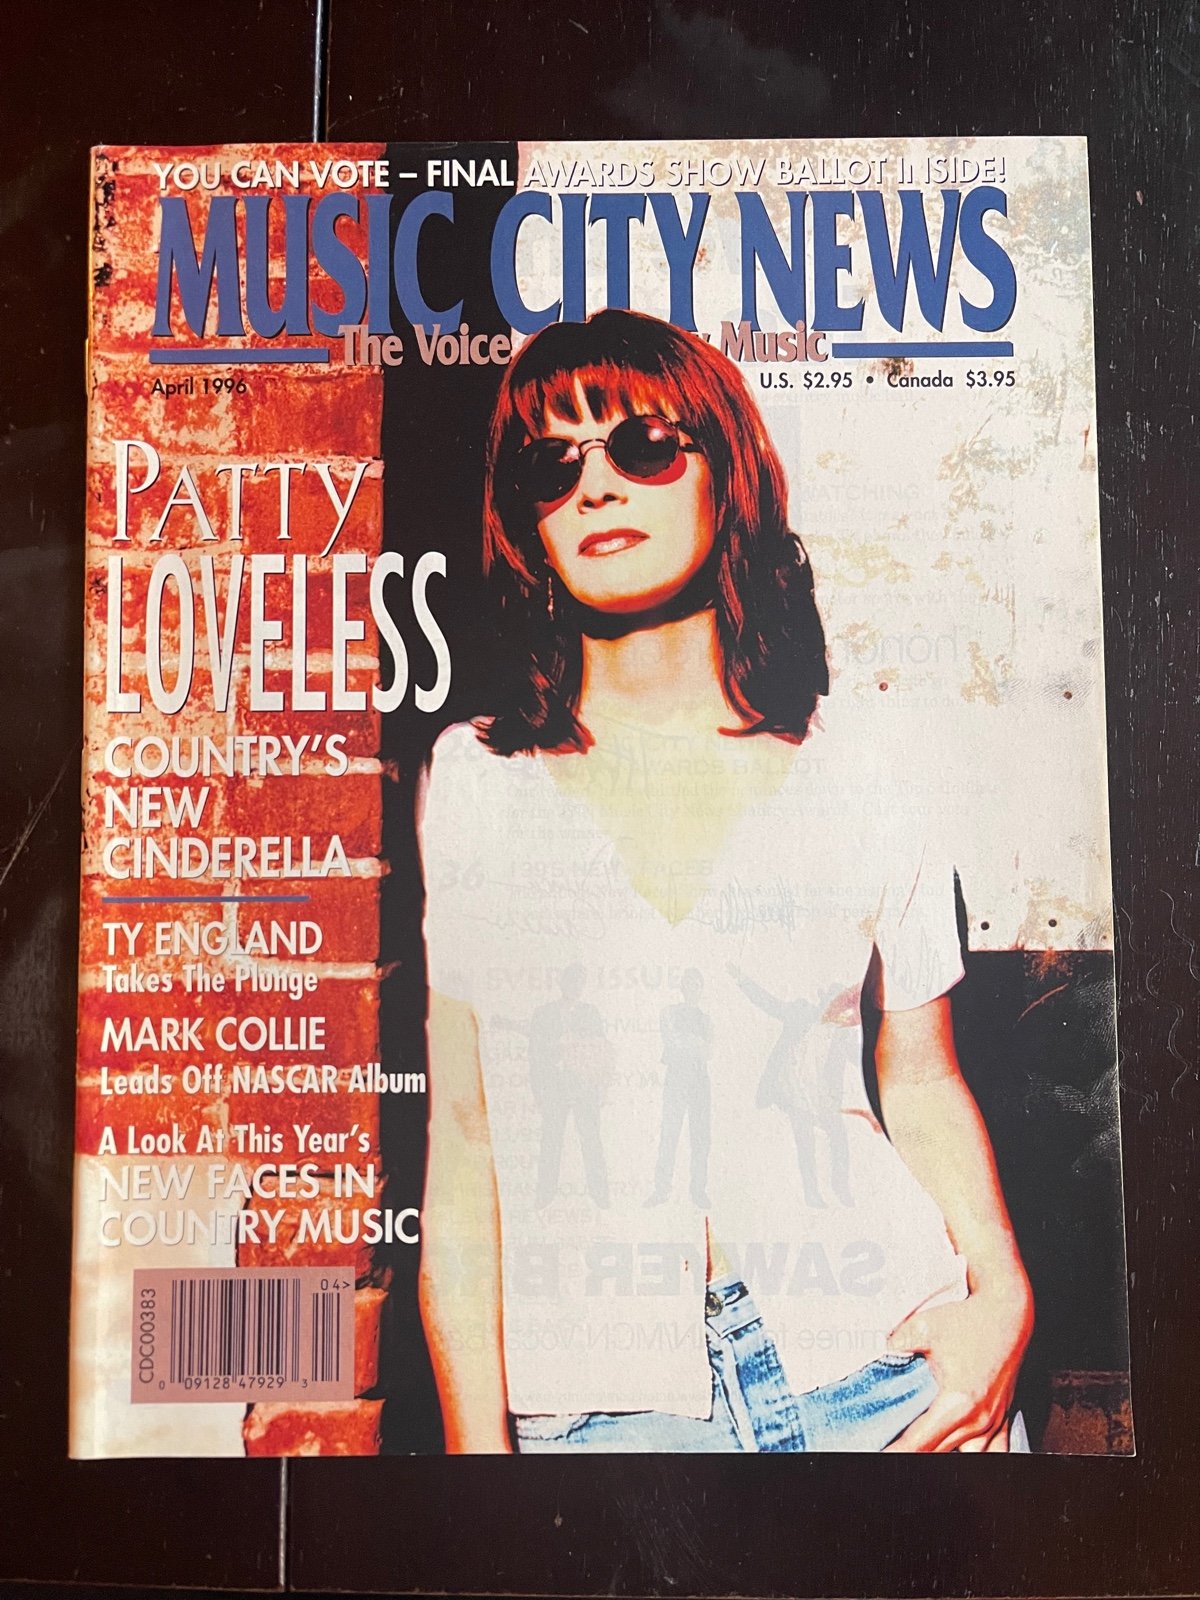 YOU CAN VOTE – FINAL AWARDS SHOW BALLOT INSIDE!
MUSIC CITY NEWS
The Voice Music
April 1996
U.S. $2.95 • Canada $3.95
PATTY
LOVELESS
COUNTRY'S
NEW
CINDERELLA
TY ENGLAND
Takes The Plunge
MARK COLLIE
Leads Off NASCAR Album
A Look At This Year's
NEW FACES IN
COUNTRY MUSIC
04>
CDC00383
0 09128 47929 3